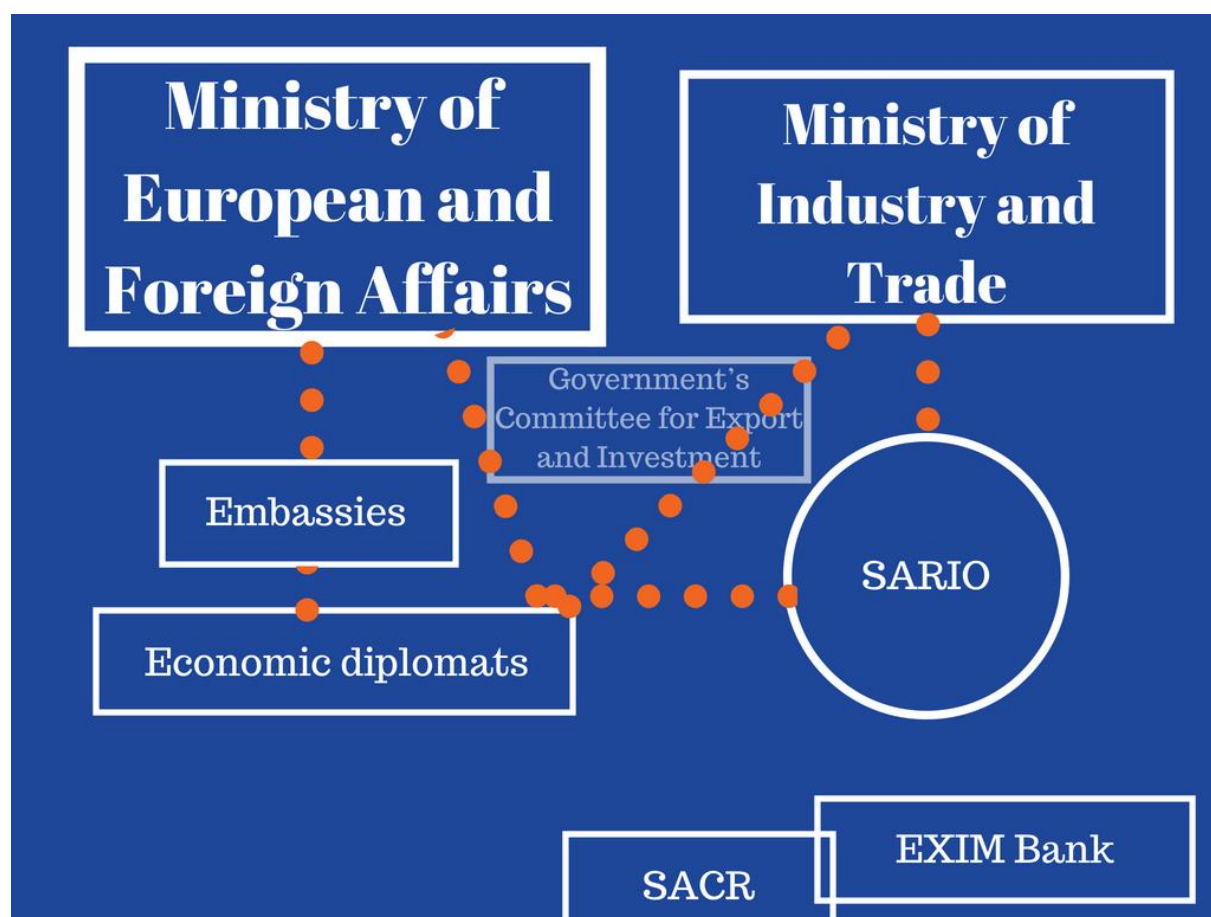 Ministry of
European and
Foreign Affairs
Ministry of
Industry and
Trade
Government's
Committee for Export
and Investment
Embassies
SARIO
Economic diplomats
EXIM Bank
SACR